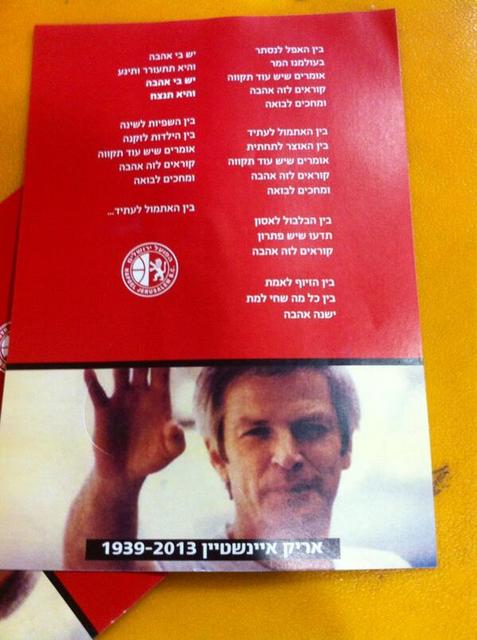 בין האפל לנסתר
בעולמנו המר
אומרים שיש עוד תקווה
קוראים לזה אהבה
ומחכים לבואה
בין האתמול לעתיד
בין האוצר לתחתית
אומרים שיש עוד תקווה
קוראים לזה אהבה
ומחכים לבואה
בין הבלבול לאסון
תדעו שיש פתרון
קוראים לזה אהבה
בין הזיוף לאמת
בין כל מה שחי למת
ישנה אהבה
יש בי אהבה
והיא תתעורר ותיגע
יש בי אהבה
והיא תנצח
בין השפיות לשינה
בין הילדות לזקנה
אומרים שיש עוד תקווה
קוראים לזה אהבה
ומחכים לבואה
בין האתמול לעתיד...
הפועל ירושלים
HAPOEL JERUSALEM B.C.
אריק איינשטיין 1939-2013